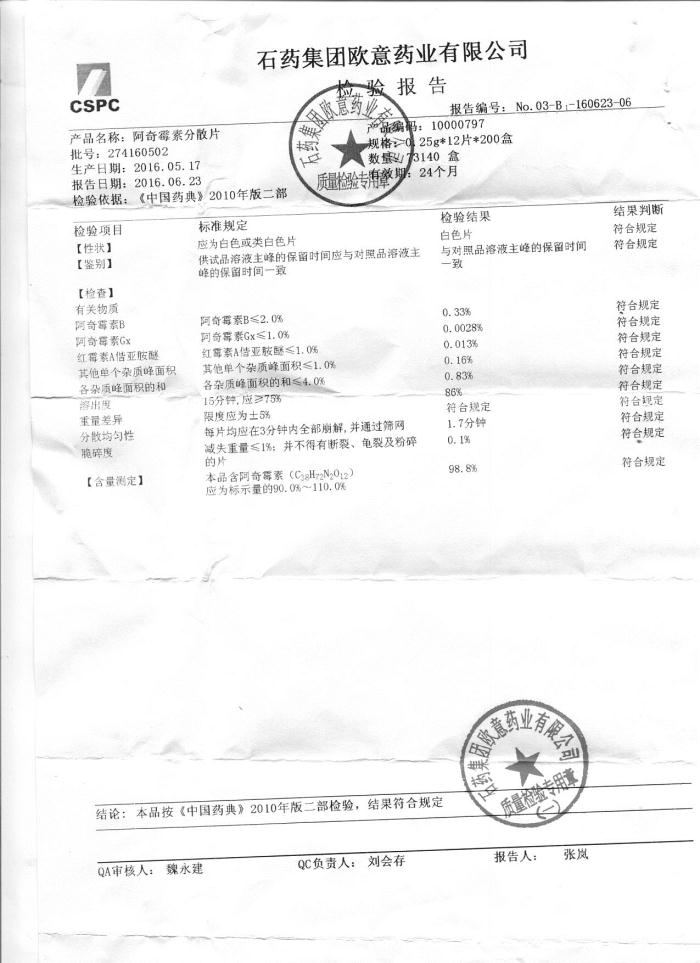 石药集团欧意药业有限公司
检验报告
CSPC
报告编号: No.03-B1-160623-06
产品名称: 阿奇霉素分散片
产品编码: 10000797
批号: 274160502
规格: 0.25g*12片*200盒
生产日期: 2016.05.17
数量: 73140 盒
报告日期: 2016.06.23
有效期: 24个月
检验依据: 《中国药典》2010年版二部
石药集团欧意药业有限公司
质量检验专用章
检验项目 标准规定 检验结果 结果判断
【性状】 应为白色或类白色片 白色片 符合规定
【鉴别】 供试品溶液主峰的保留时间应与对照品溶液主 与对照品溶液主峰的保留时间 符合规定
峰的保留时间一致 一致
【检查】
有关物质
阿奇霉素B 阿奇霉素B≤2.0% 0.33% 符合规定
阿奇霉素Gx 阿奇霉素Gx≤1.0% 0.0028% 符合规定
红霉素A偕亚胺醚 红霉素A偕亚胺醚≤1.0% 0.013% 符合规定
其他单个杂质峰面积 其他单个杂质峰面积≤1.0% 0.16% 符合规定
各杂质峰面积的和 各杂质峰面积的和≤4.0% 0.83% 符合规定
溶出度 15分钟,应≥75% 86% 符合规定
重量差异 限度应为±5% 符合规定 符合规定
分散均匀性 每片均应在3分钟内全部崩解,并通过筛网 1.7分钟 符合规定
脆碎度 减失重量≤1%; 并不得有断裂、龟裂及粉碎 0.1% 符合规定
的片
【含量测定】 本品含阿奇霉素 (C38H72N2O12) 98.8% 符合规定
应为标示量的90.0%~110.0%
石药集团欧意药业有限公司
质量检验专用章
(一)
结论: 本品按《中国药典》2010年版二部检验, 结果符合规定
QA审核人: 魏永建 QC负责人: 刘会存 报告人: 张岚